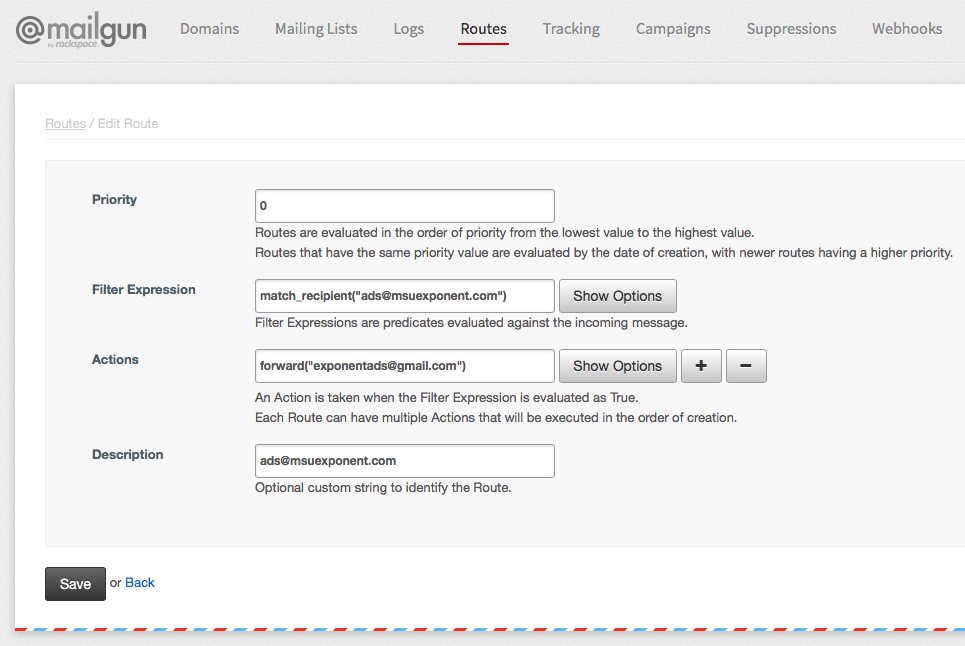 @mailgun
by rackspace.
Domains Mailing Lists Logs Routes Tracking Campaigns Suppressions Webhooks
Routes / Edit Route
Priority
0
Routes are evaluated in the order of priority from the lowest value to the highest value.
Routes that have the same priority value are evaluated by the date of creation, with newer routes having a higher priority.
Filter Expression
match_recipient("ads@msuexponent.com") Show Options
Filter Expressions are predicates evaluated against the incoming message.
Actions
forward("exponentads@gmail.com") Show Options + −
An Action is taken when the Filter Expression is evaluated as True.
Each Route can have multiple Actions that will be executed in the order of creation.
Description
ads@msuexponent.com
Optional custom string to identify the Route.
Save or Back